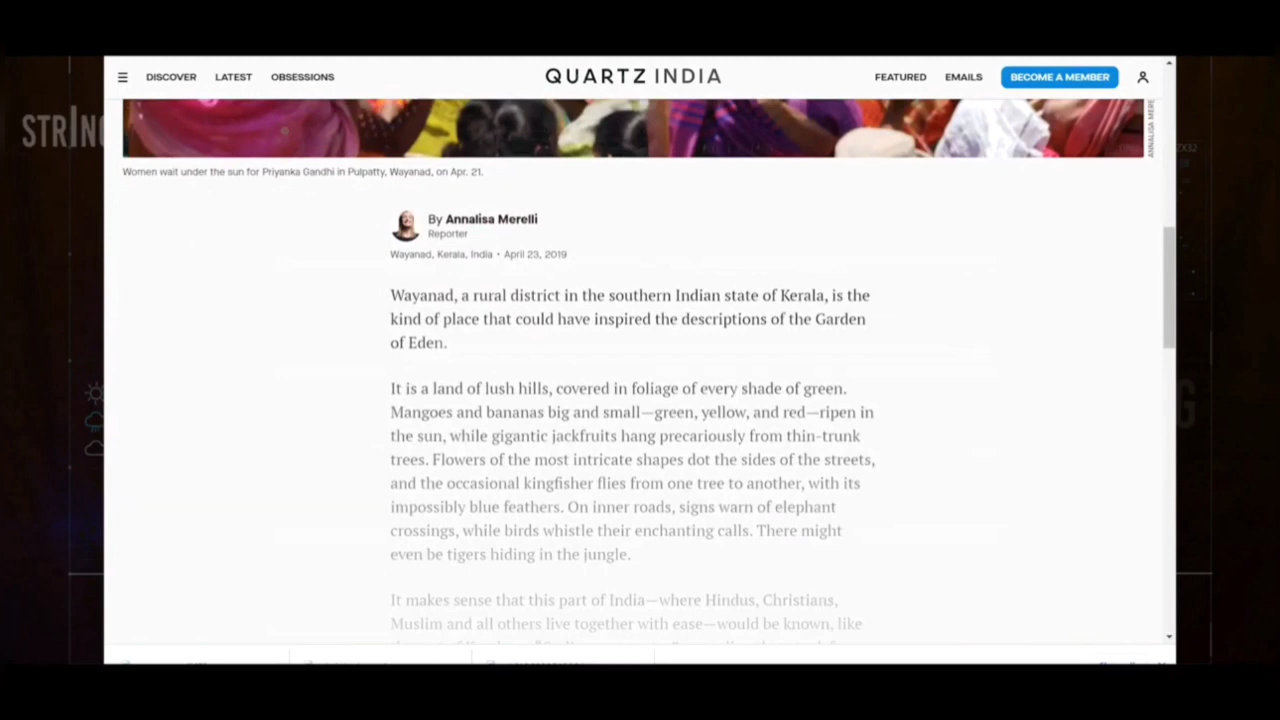 DISCOVER LATEST OBSESSIONS QUARTZ INDIA FEATURED EMAILS BECOME A MEMBER
STRING
ZX32
Women wait under the sun for Priyanka Gandhi in Pulpatty, Wayanad, on Apr. 21.
ANNALISA MERE
By Annalisa Merelli
Reporter
Wayanad, Kerala, India • April 23, 2019
Wayanad, a rural district in the southern Indian state of Kerala, is the
kind of place that could have inspired the descriptions of the Garden
of Eden.
It is a land of lush hills, covered in foliage of every shade of green.
Mangoes and bananas big and small—green, yellow, and red—ripen in
the sun, while gigantic jackfruits hang precariously from thin-trunk
trees. Flowers of the most intricate shapes dot the sides of the streets,
and the occasional kingfisher flies from one tree to another, with its
impossibly blue feathers. On inner roads, signs warn of elephant
crossings, while birds whistle their enchanting calls. There might
even be tigers hiding in the jungle.
It makes sense that this part of India—where Hindus, Christians,
Muslim and all others live together with ease—would be known, like